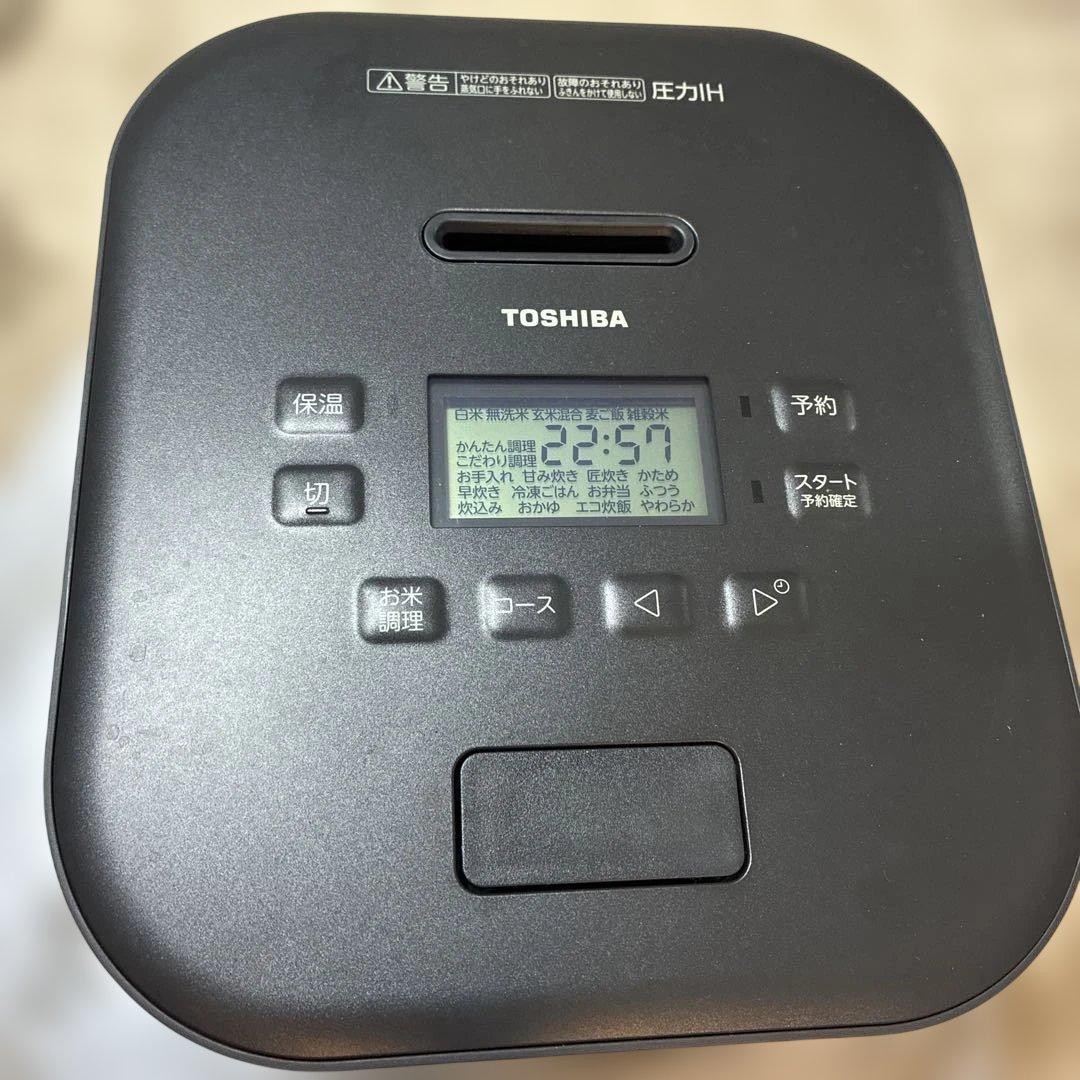 警告 やけどのおそれあり 故障のおそれあり 圧力IH
蒸気口に手をふれない ふきんをかけて使用しない
TOSHIBA
保温
白米 無洗米 玄米混合 麦ご飯 雑穀米
予約
かんたん調理 22:57
こだわり調理
切
お手入れ 甘み炊き 匠炊き かため
スタート
早炊き 冷凍ごはん お弁当 ふつう
予約確定
炊込み おかゆ エコ炊飯 やわらか
お米
調理
コース